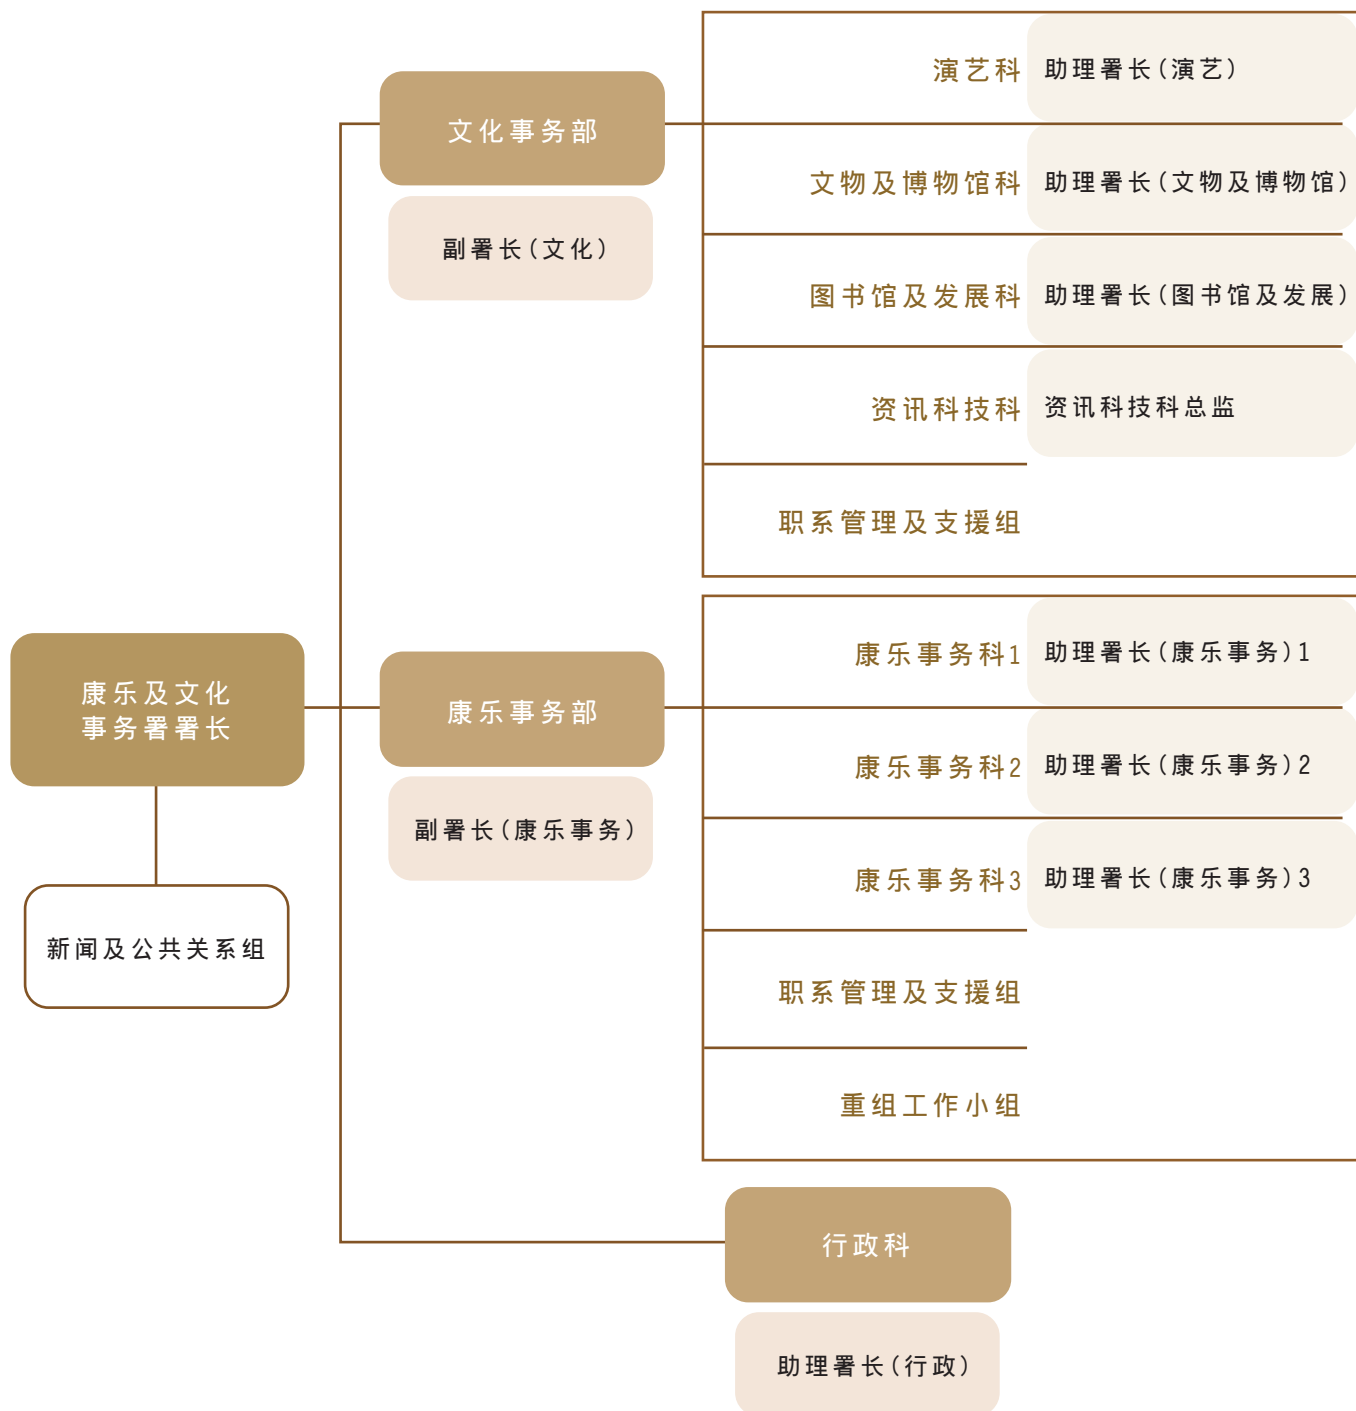 演艺科 助理署长(演艺)
文化事务部
文物及博物馆科 助理署长(文物及博物馆)
副署长(文化)
图书馆及发展科 助理署长(图书馆及发展)
资讯科技科 资讯科技科总监
职系管理及支援组
康乐事务科1 助理署长(康乐事务)1
康乐及文化
事务署署长
康乐事务部
康乐事务科2 助理署长(康乐事务)2
副署长(康乐事务)
康乐事务科3 助理署长(康乐事务)3
新闻及公共关系组
职系管理及支援组
重组工作小组
行政科
助理署长(行政)